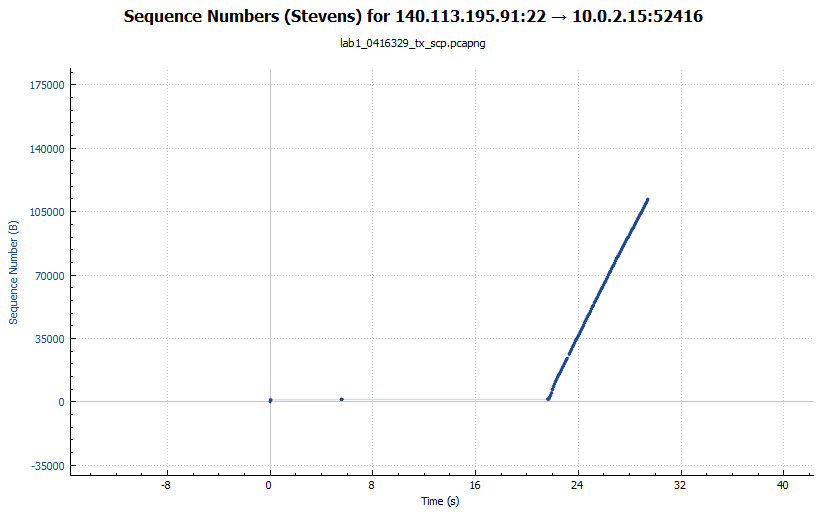 Sequence Numbers (Stevens) for 140.113.195.91:22 → 10.0.2.15:52416
lab1_0416329_tx_scp.pcapng
175000
140000
105000
70000
35000
0
-35000
Sequence Number (B)
-8 0 8 16 24 32 40
Time (s)